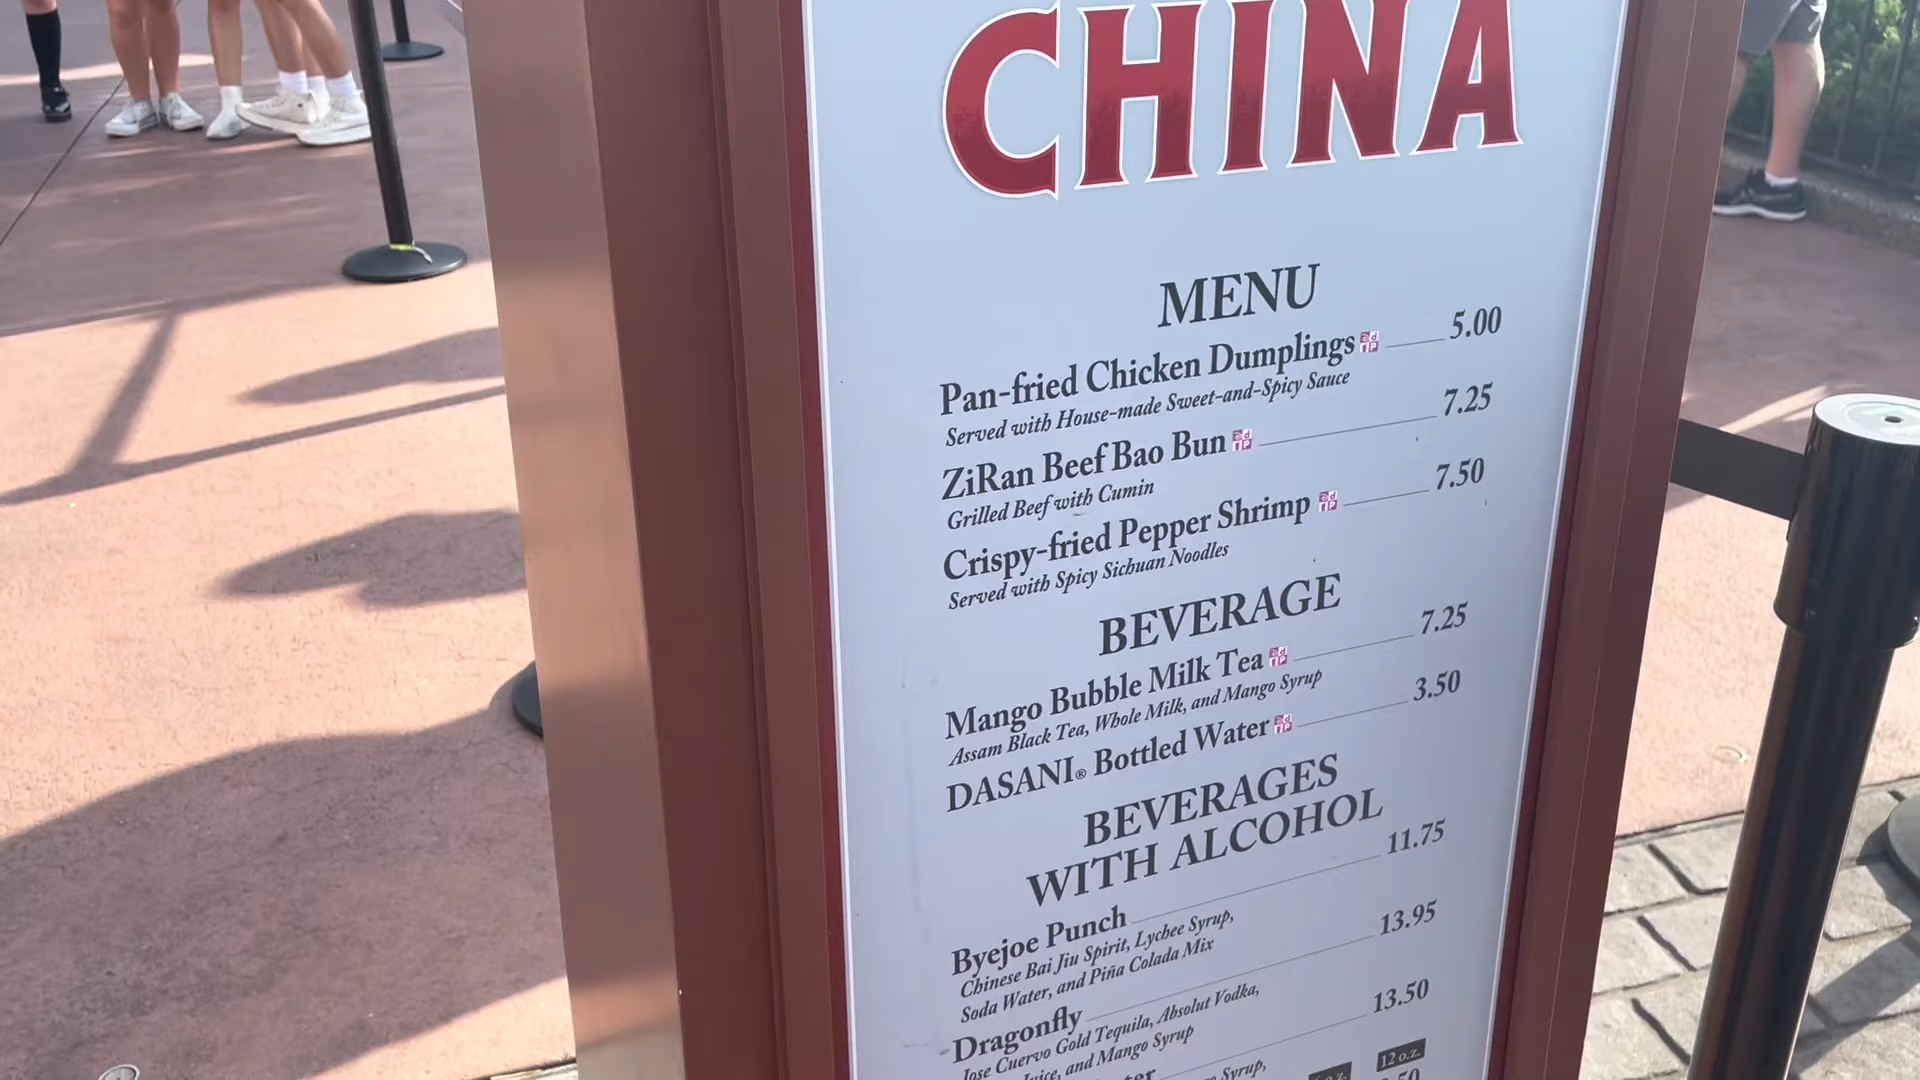 CHINA
MENU
Pan-fried Chicken Dumplings 5.00
Served with House-made Sweet-and-Spicy Sauce
ZiRan Beef Bao Bun 7.25
Grilled Beef with Cumin
Crispy-fried Pepper Shrimp 7.50
Served with Spicy Sichuan Noodles
BEVERAGE
Mango Bubble Milk Tea 7.25
Assam Black Tea, Whole Milk, and Mango Syrup
DASANI® Bottled Water 3.50
BEVERAGES
WITH ALCOHOL
Byejoe Punch 11.75
Chinese Bai Jiu Spirit, Lychee Syrup,
Soda Water, and Piña Colada Mix
Dragonfly 13.95
Jose Cuervo Gold Tequila, Absolut Vodka,
and Mango Syrup
13.50
Syrup,
12 o.z.